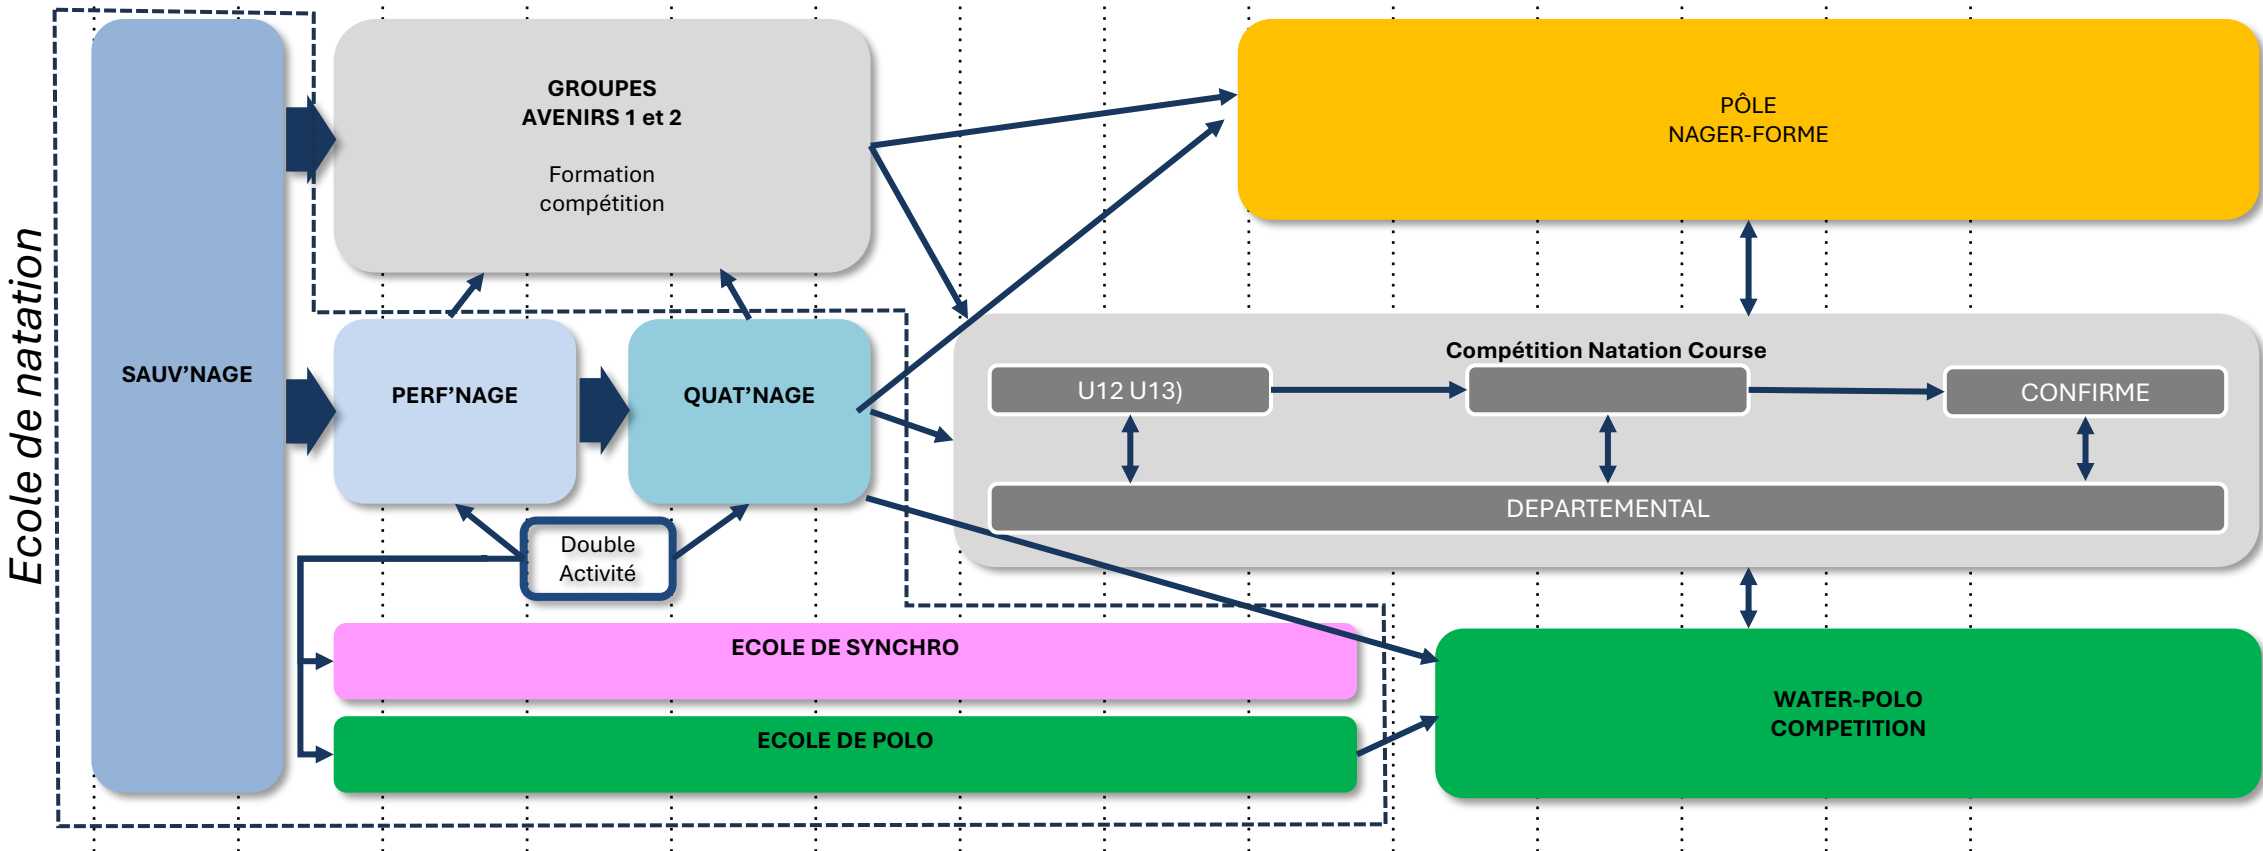 Ecole de natation
SAUV'NAGE
GROUPES
AVENIRS 1 et 2
Formation
compétition
PERF'NAGE
QUAT'NAGE
Double
Activité
ECOLE DE SYNCHRO
ECOLE DE POLO
PÔLE
NAGER-FORME
Compétition Natation Course
U12 U13)
CONFIRME
DEPARTEMENTAL
WATER-POLO
COMPETITION